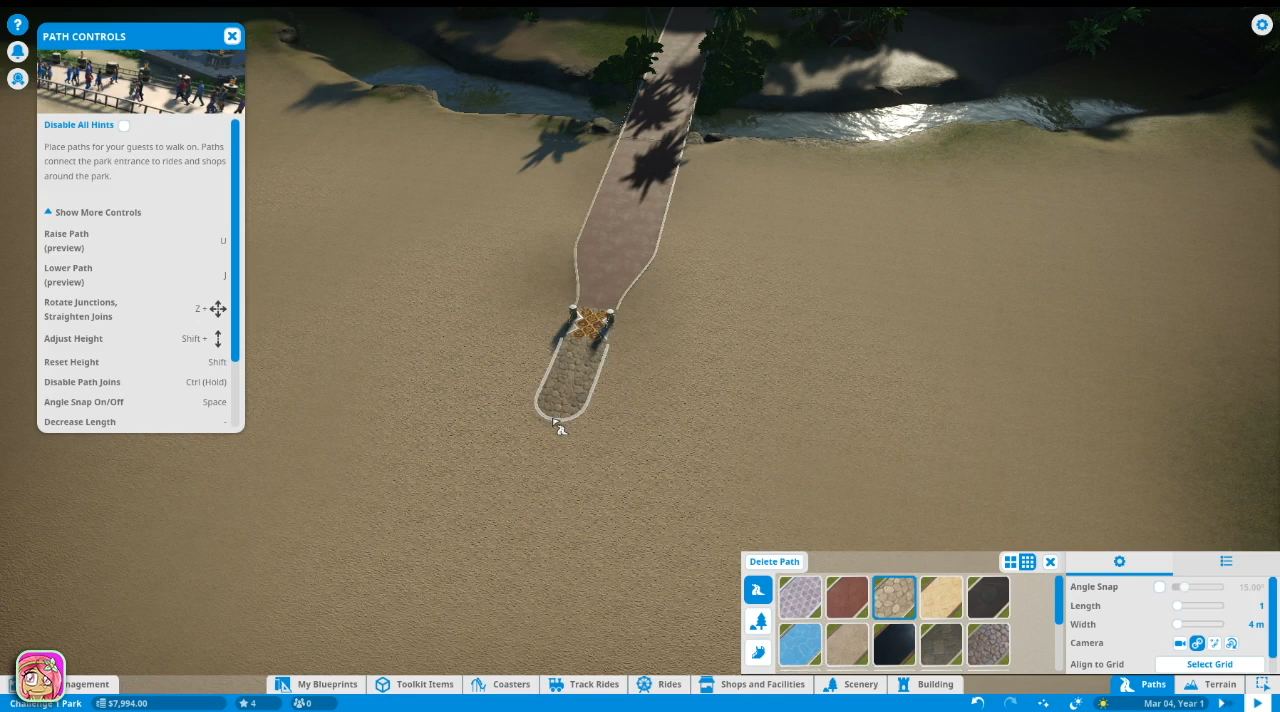 ?
PATH CONTROLS
Disable All Hints
Place paths for your guests to walk on. Paths
connect the park entrance to rides and shops
around the park.
Show More Controls
Raise Path
(preview)
U
Lower Path
(preview)
J
Rotate Junctions,
Straighten Joins
Z +
Adjust Height
Shift +
Reset Height
Shift
Disable Path Joins
Ctrl (Hold)
Angle Snap On/Off
Space
Decrease Length
-
Delete Path
Angle Snap
15.00°
Length
1
Width
4 m
Camera
Align to Grid
Select Grid
My Blueprints
Toolkit Items
Coasters
Track Rides
Rides
Shops and Facilities
Scenery
Building
Paths
Terrain
Park
$7,994.00
4
0
Mar 04, Year 1